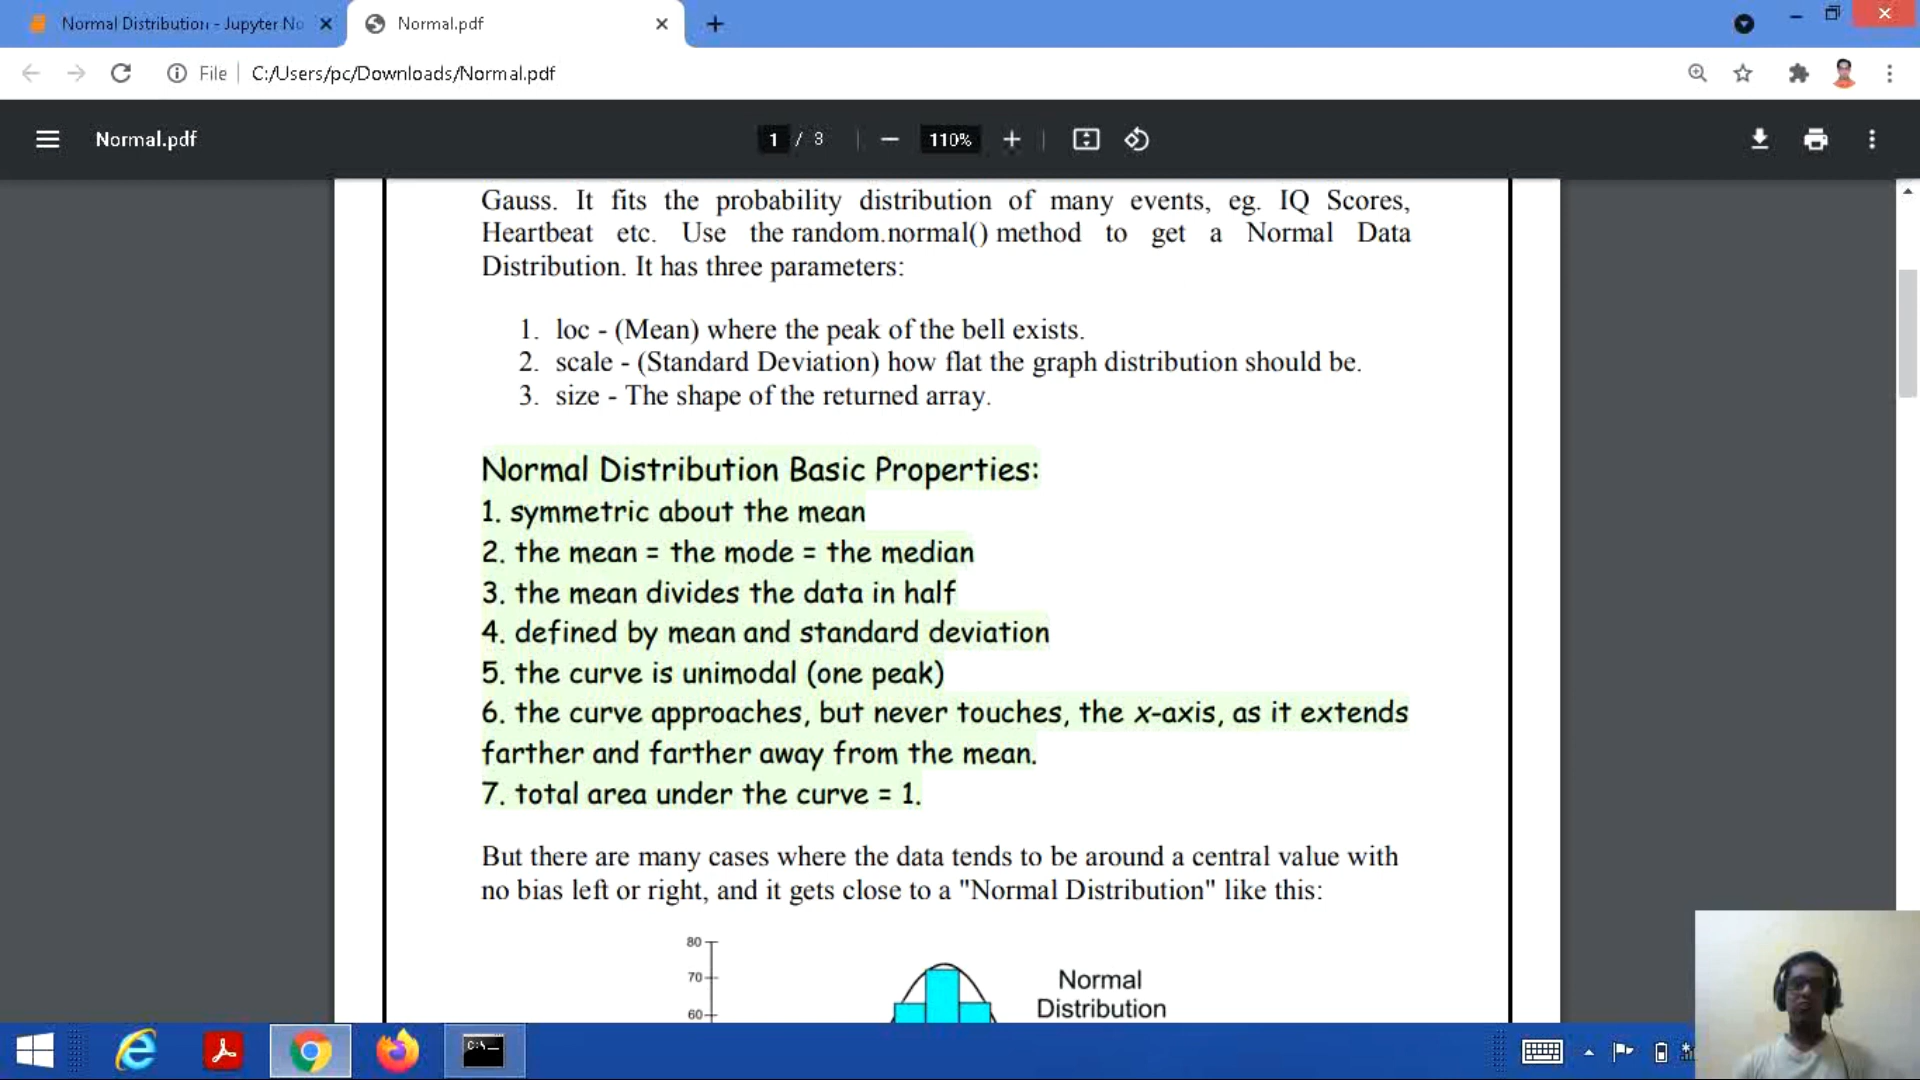 Normal Distribution - Jupyter No
Normal.pdf
File
C:/Users/pc/Downloads/Normal.pdf
Normal.pdf
1 / 3
110%
Gauss. It fits the probability distribution of many events, eg. IQ Scores,
Heartbeat etc. Use the random.normal() method to get a Normal Data
Distribution. It has three parameters:
1. loc - (Mean) where the peak of the bell exists.
2. scale - (Standard Deviation) how flat the graph distribution should be.
3. size - The shape of the returned array.
Normal Distribution Basic Properties:
1. symmetric about the mean
2. the mean = the mode = the median
3. the mean divides the data in half
4. defined by mean and standard deviation
5. the curve is unimodal (one peak)
6. the curve approaches, but never touches, the x-axis, as it extends
farther and farther away from the mean.
7. total area under the curve = 1.
But there are many cases where the data tends to be around a central value with
no bias left or right, and it gets close to a "Normal Distribution" like this:
80
70
60
Normal
Distribution
C:\